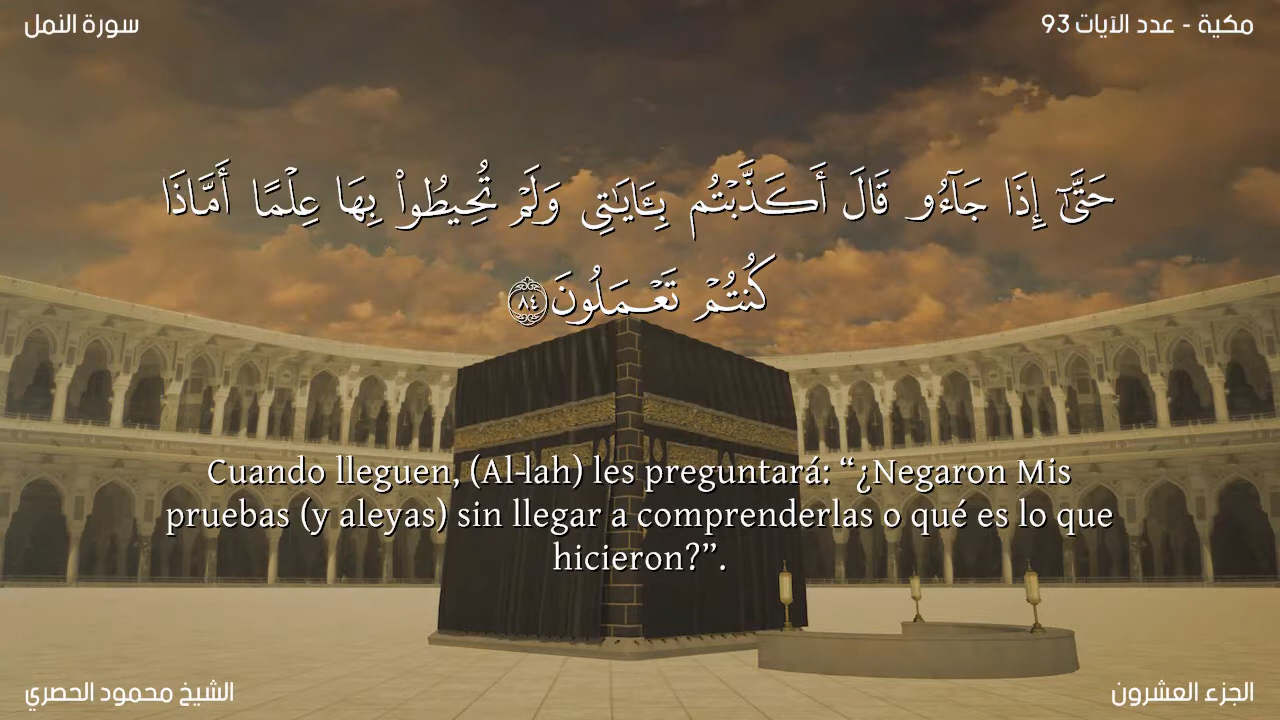 سورة النمل
مكية - عدد الآيات 93
حَتَّىٰٓ إِذَا جَآءُو قَالَ أَكَذَّبْتُم بِـَٔايَـٰتِى وَلَمْ تُحِيطُوا۟ بِهَا عِلْمًا أَمَّاذَا
كُنتُمْ تَعْمَلُونَ ٨٤
Cuando lleguen, (Al-lah) les preguntará: “¿Negaron Mis
pruebas (y aleyas) sin llegar a comprenderlas o qué es lo que
hicieron?”.
الشيخ محمود الحصري
الجزء العشرون